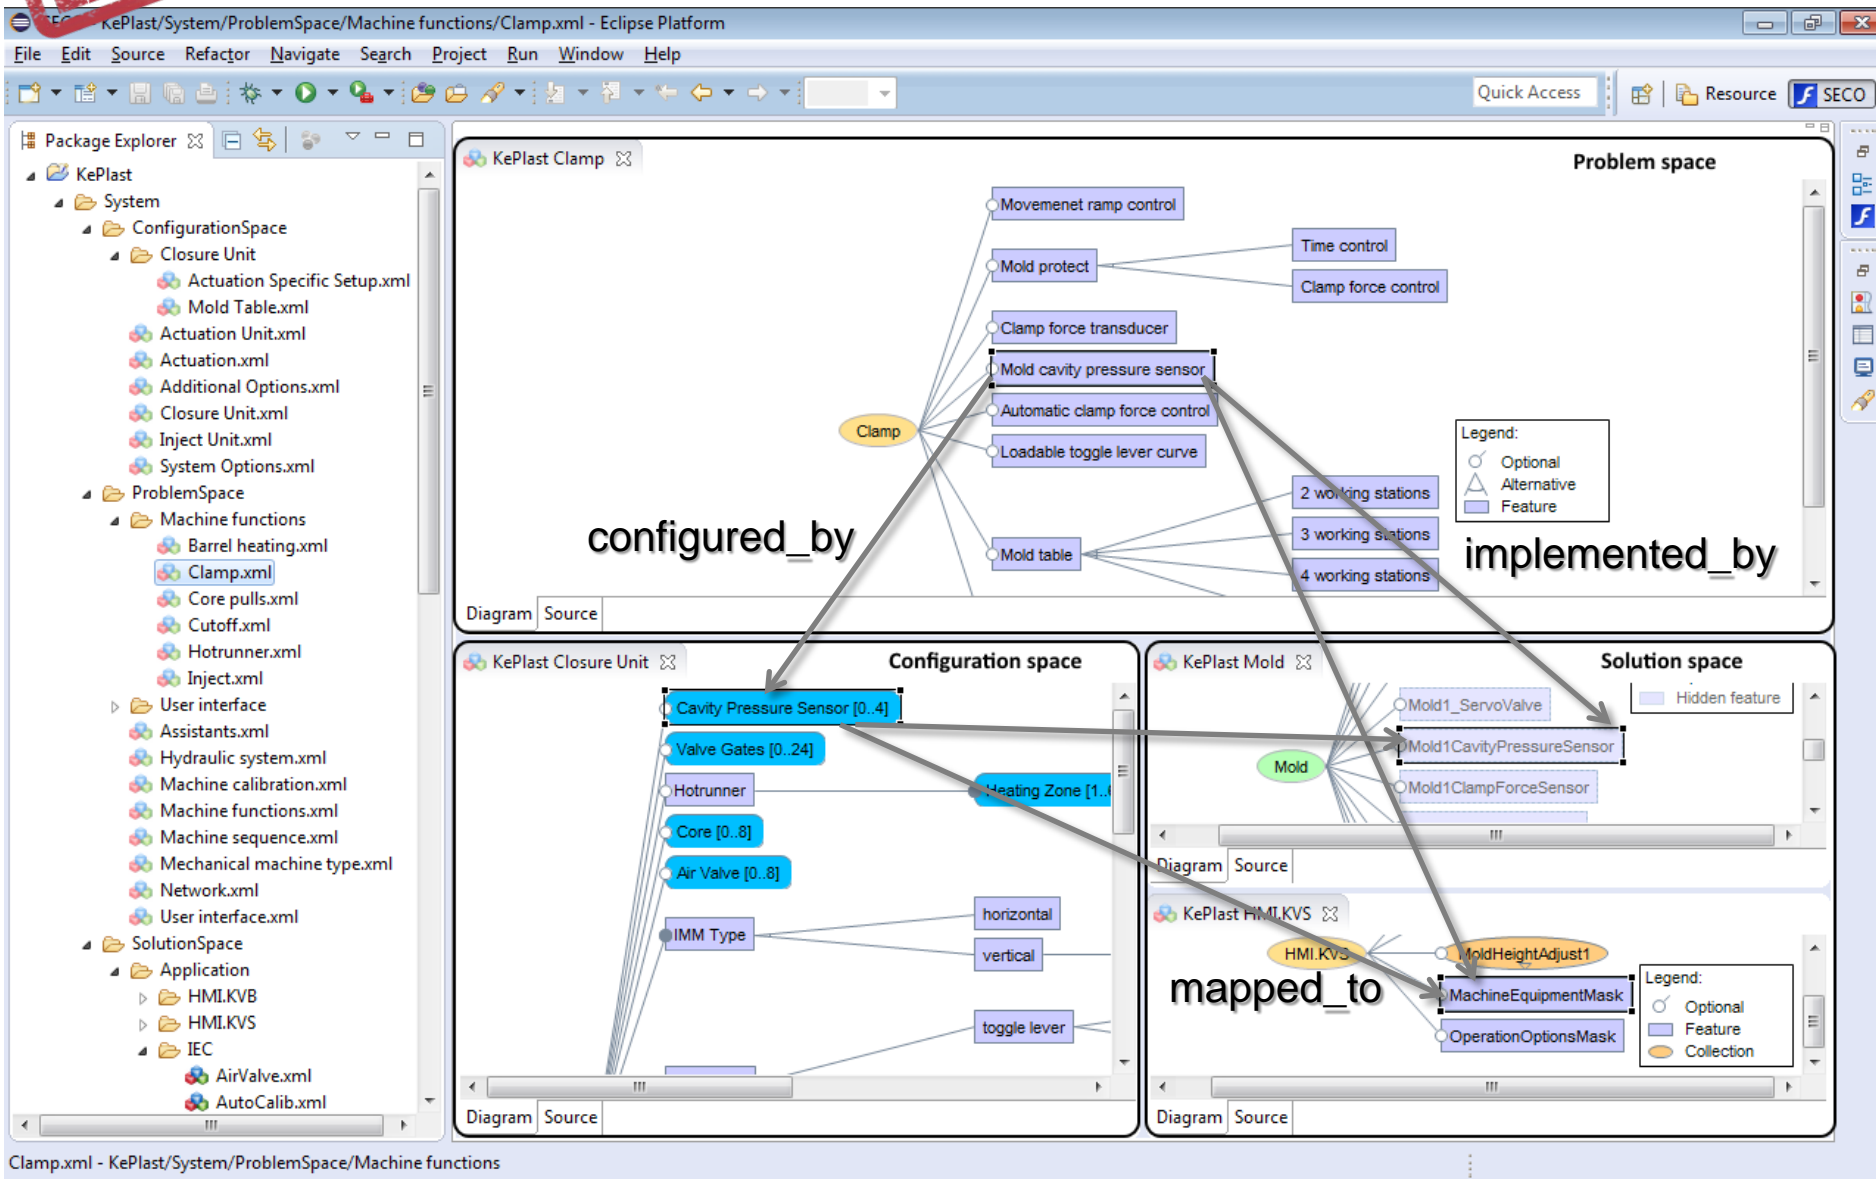 KePlast/System/ProblemSpace/Machine functions/Clamp.xml - Eclipse Platform
File Edit Source Refactor Navigate Search Project Run Window Help
Quick Access
Resource
SECO
Package Explorer
KePlast
System
ConfigurationSpace
Closure Unit
Actuation Specific Setup.xml
Mold Table.xml
Actuation Unit.xml
Actuation.xml
Additional Options.xml
Closure Unit.xml
Inject Unit.xml
System Options.xml
ProblemSpace
Machine functions
Barrel heating.xml
Clamp.xml
Core pulls.xml
Cutoff.xml
Hotrunner.xml
Inject.xml
User interface
Assistants.xml
Hydraulic system.xml
Machine calibration.xml
Machine functions.xml
Machine sequence.xml
Mechanical machine type.xml
Network.xml
User interface.xml
SolutionSpace
Application
HMI.KVB
HMI.KVS
IEC
AirValve.xml
AutoCalib.xml
KePlast Clamp
Problem space
Movemenet ramp control
Mold protect
Time control
Clamp force control
Clamp force transducer
Mold cavity pressure sensor
Automatic clamp force control
Loadable toggle lever curve
Clamp
Mold table
2 working stations
3 working stations
4 working stations
Legend:
Optional
Alternative
Feature
configured_by
implemented_by
Diagram Source
KePlast Closure Unit
Configuration space
Cavity Pressure Sensor [0..4]
Valve Gates [0..24]
Hotrunner
Heating Zone [1..
Core [0..8]
Air Valve [0..8]
IMM Type
horizontal
vertical
toggle lever
Diagram Source
KePlast Mold
Solution space
Hidden feature
Mold1_ServoValve
Mold1CavityPressureSensor
Mold
Mold1ClampForceSensor
Diagram Source
KePlast HMI.KVS
HMI.KVS
MoldHeightAdjust1
MachineEquipmentMask
OperationOptionsMask
Legend:
Optional
Feature
Collection
mapped_to
Diagram Source
Clamp.xml - KePlast/System/ProblemSpace/Machine functions